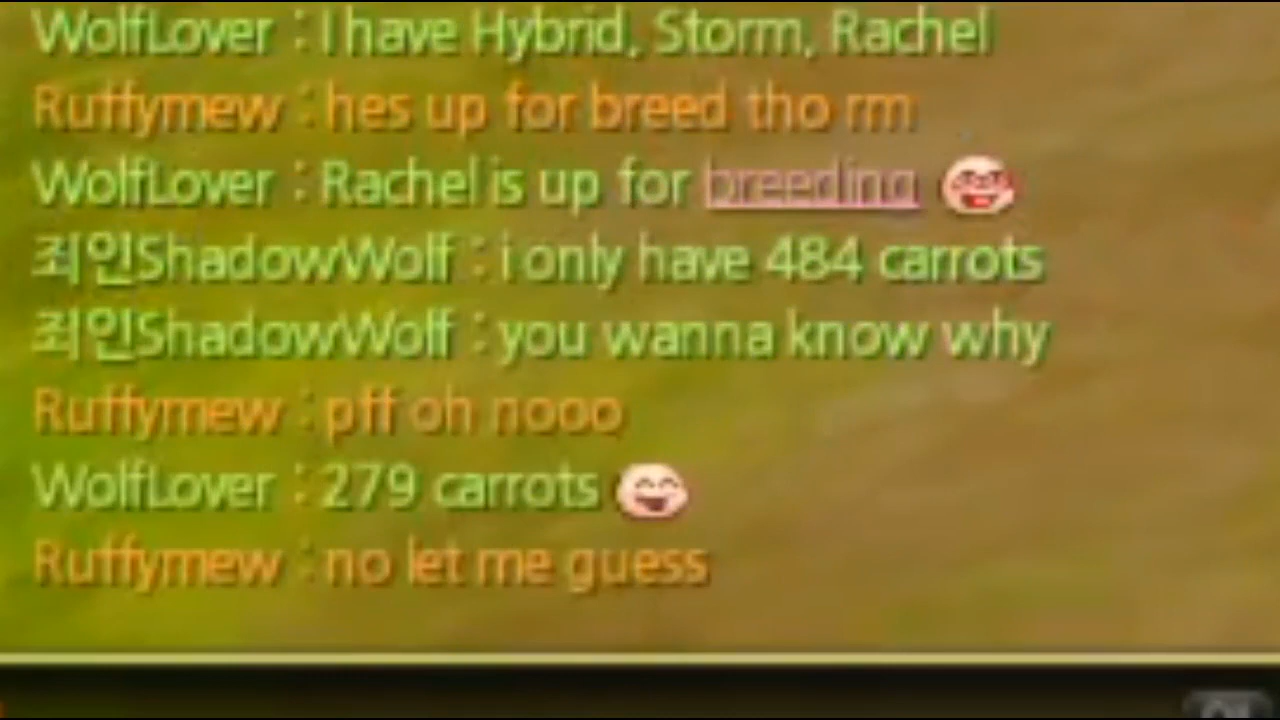 WolfLover : I have Hybrid, Storm, Rachel
Ruffymew : hes up for breed tho rm
WolfLover : Rachel is up for breeding
죄인ShadowWolf : i only have 484 carrots
죄인ShadowWolf : you wanna know why
Ruffymew : pff oh nooo
WolfLover : 279 carrots
Ruffymew : no let me guess